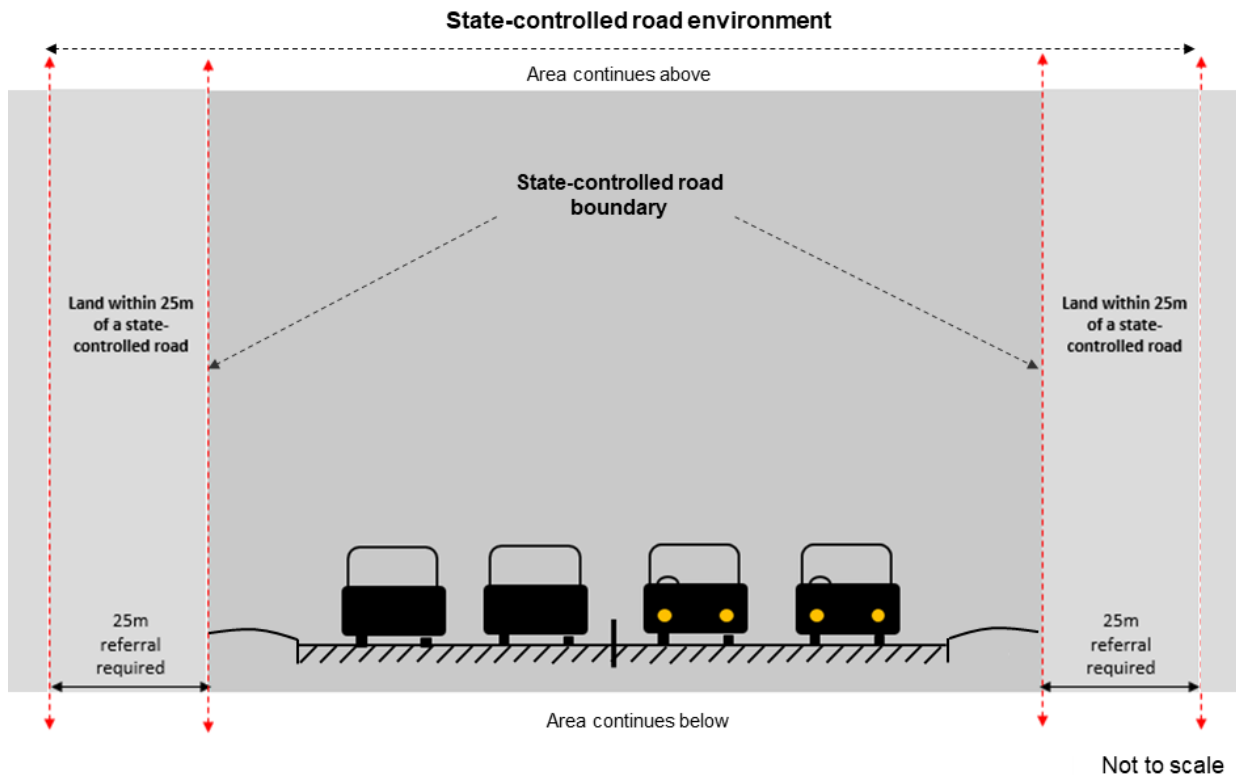 State-controlled road environment
Area continues above
State-controlled road
boundary
Land within 25m
of a state-
controlled road
Land within 25m
of a state-
controlled road
25m
referral
required
25m
referral
required
Area continues below
Not to scale